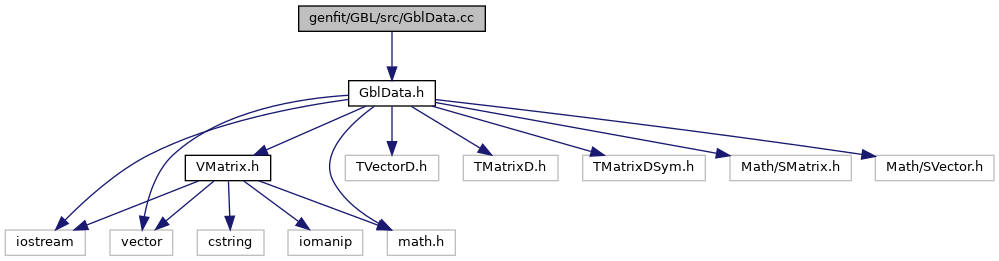 genfit/GBL/src/GblData.cc
GblData.h
VMatrix.h
TVectorD.h
TMatrixD.h
TMatrixDSym.h
Math/SMatrix.h
Math/SVector.h
iostream
vector
cstring
iomanip
math.h